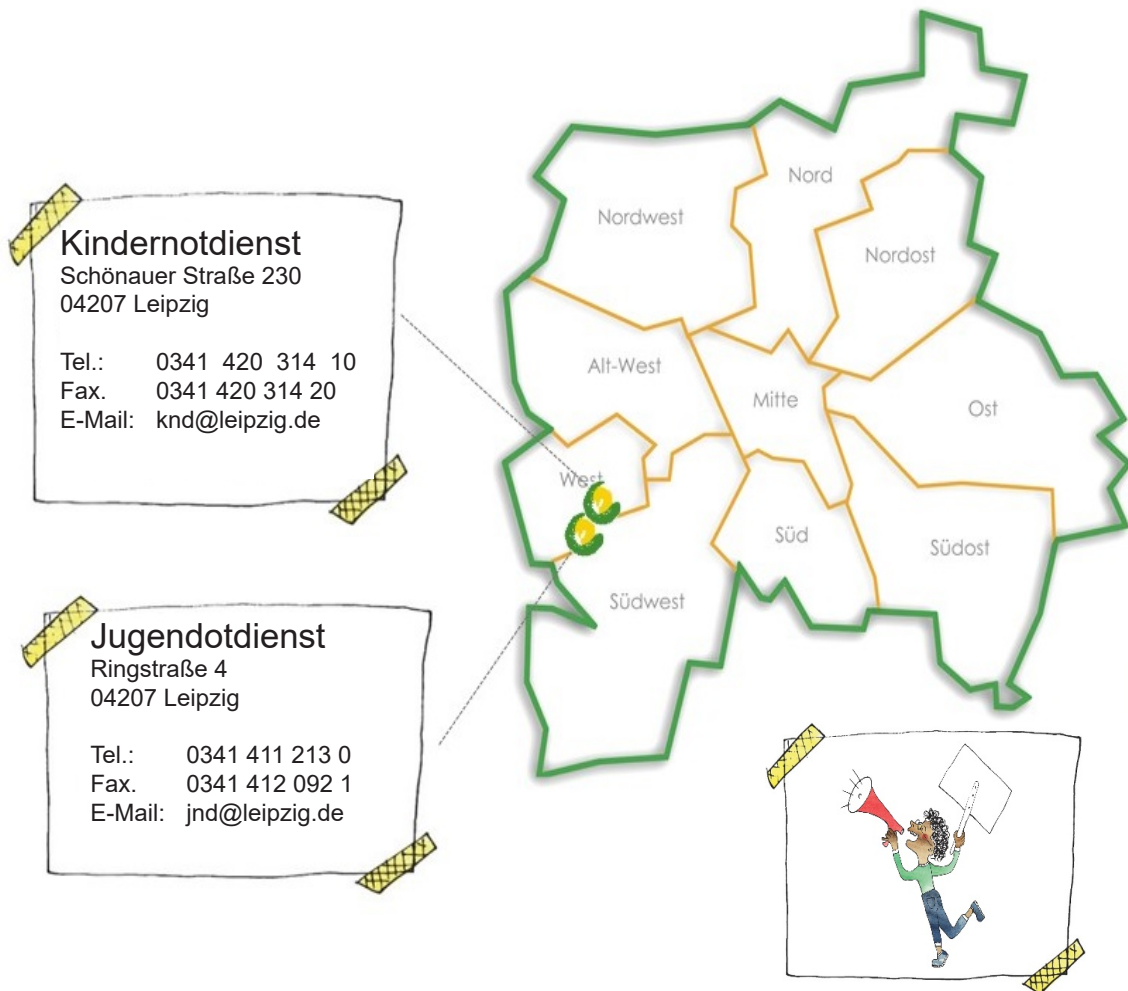 Kindernotdienst
Schönauer Straße 230
04207 Leipzig
Tel.: 0341 420 314 10
Fax. 0341 420 314 20
E-Mail: knd@leipzig.de
Jugendotdienst
Ringstraße 4
04207 Leipzig
Tel.: 0341 411 213 0
Fax. 0341 412 092 1
E-Mail: jnd@leipzig.de
Nord
Nordwest
Nordost
Alt-West
Mitte
Ost
West
Süd
Südost
Südwest